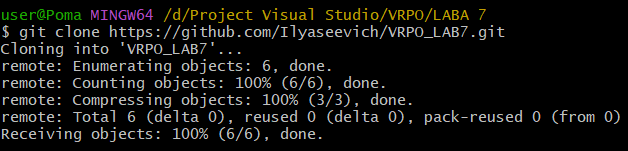 user@Poma MINGW64 /d/Project Visual Studio/VRPO/LABA 7
$ git clone https://github.com/Ilyaseevich/VRPO_LAB7.git
Cloning into 'VRPO_LAB7'...
remote: Enumerating objects: 6, done.
remote: Counting objects: 100% (6/6), done.
remote: Compressing objects: 100% (3/3), done.
remote: Total 6 (delta 0), reused 0 (delta 0), pack-reused 0 (from 0)
Receiving objects: 100% (6/6), done.